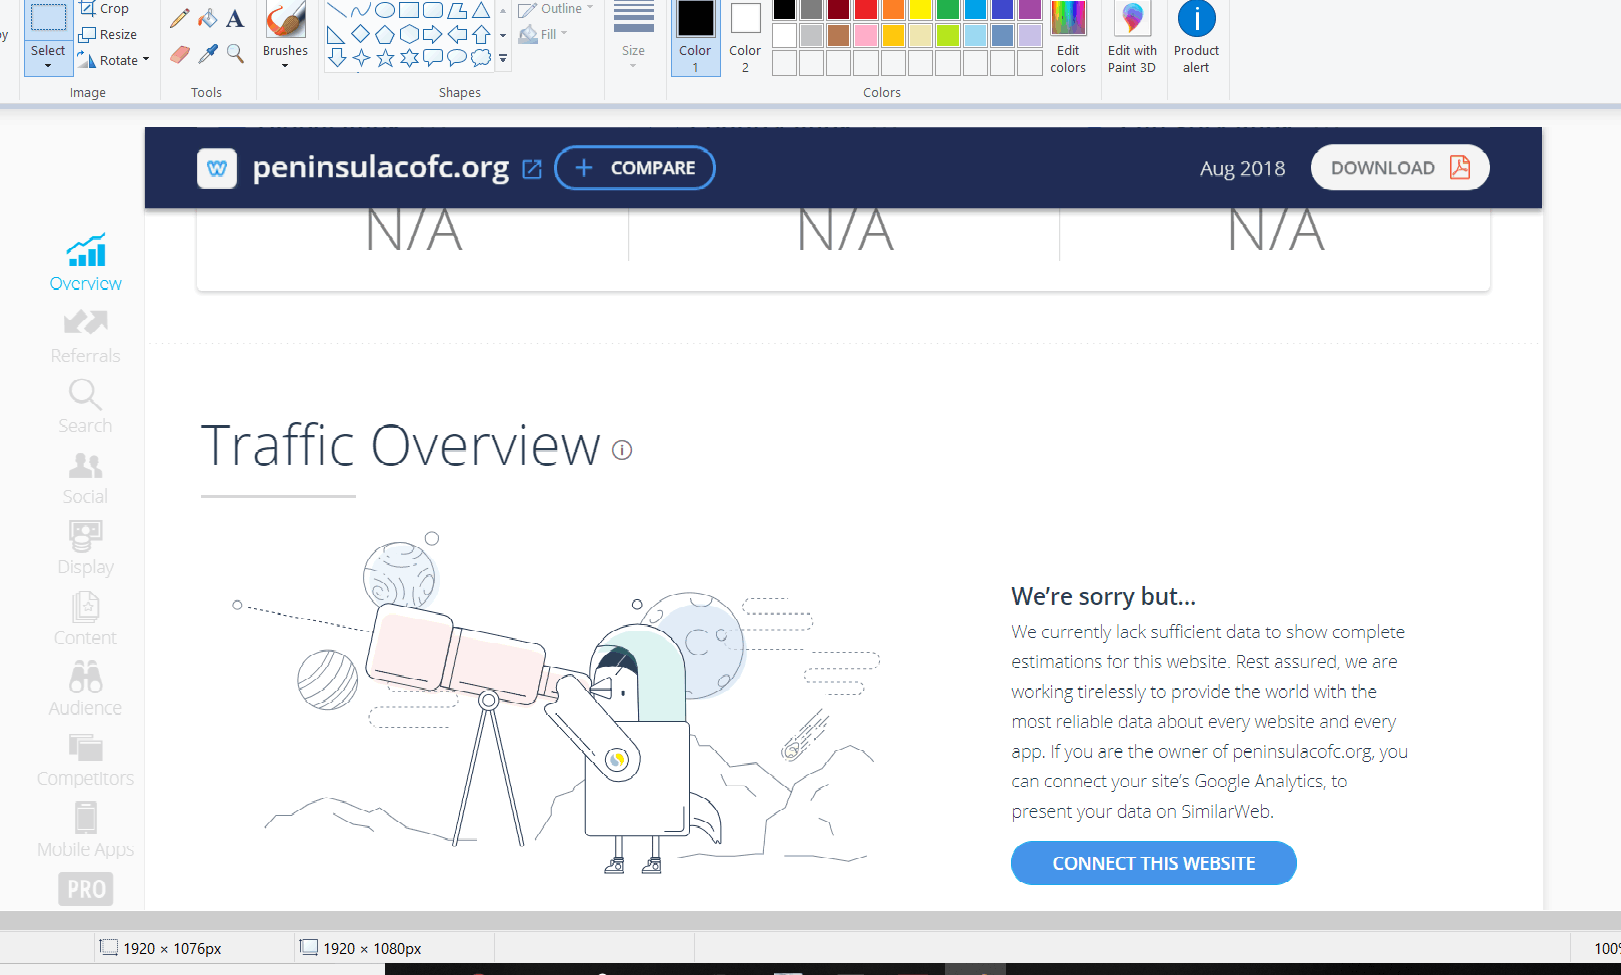 Crop
Select
Resize
Rotate
Image
Tools
Brushes
Outline
Fill
Shapes
Size
Color
1
Color
2
Edit
colors
Edit with
Paint 3D
Product
alert
Colors
peninsulacofc.org
+ COMPARE
Aug 2018
DOWNLOAD
N/A
N/A
N/A
Overview
Referrals
Search
Social
Display
Content
Audience
Competitors
Mobile Apps
PRO
Traffic Overview
We're sorry but...
We currently lack sufficient data to show complete
estimations for this website. Rest assured, we are
working tirelessly to provide the world with the
most reliable data about every website and every
app. If you are the owner of peninsulacofc.org, you
can connect your site's Google Analytics, to
present your data on SimilarWeb.
CONNECT THIS WEBSITE
1920 × 1076px
1920 × 1080px
100%